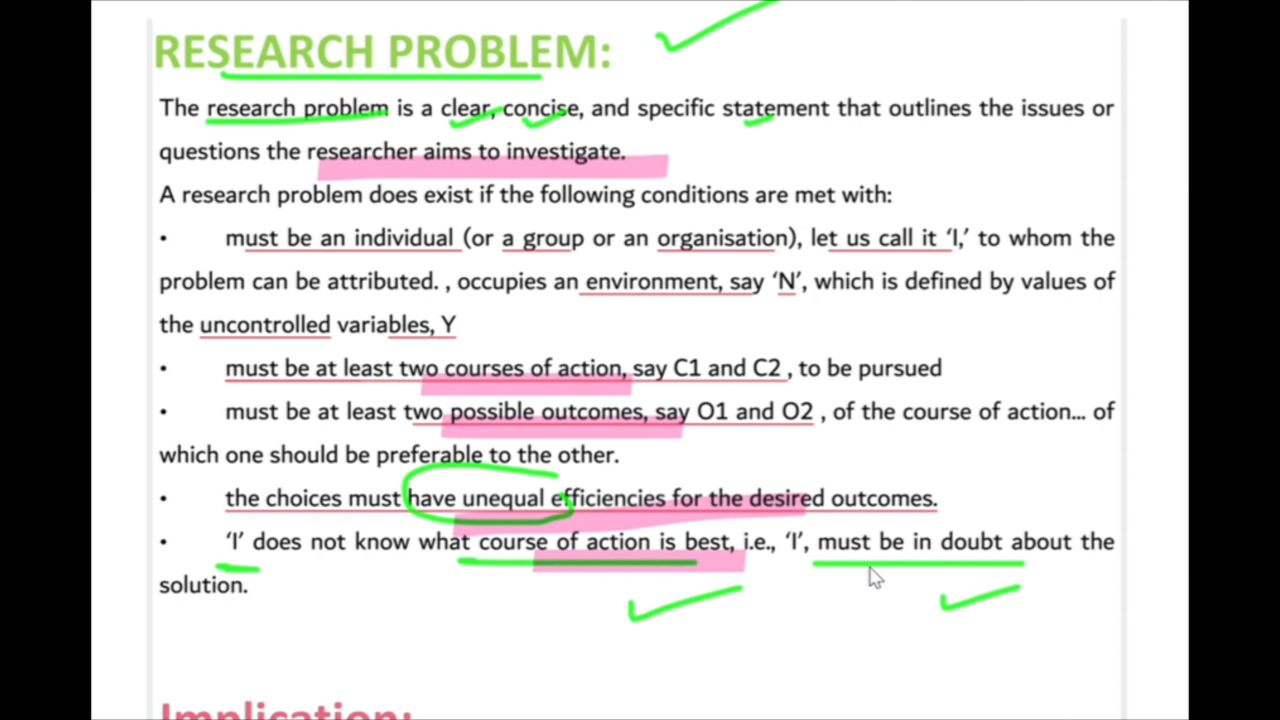 RESEARCH PROBLEM:
The research problem is a clear, concise, and specific statement that outlines the issues or
questions the researcher aims to investigate.
A research problem does exist if the following conditions are met with:
• must be an individual (or a group or an organisation), let us call it ‘I,’ to whom the
problem can be attributed. , occupies an environment, say ‘N’, which is defined by values of
the uncontrolled variables, Y
• must be at least two courses of action, say C1 and C2 , to be pursued
• must be at least two possible outcomes, say O1 and O2 , of the course of action... of
which one should be preferable to the other.
• the choices must have unequal efficiencies for the desired outcomes.
• ‘I’ does not know what course of action is best, i.e., ‘I’, must be in doubt about the
solution.
Implication: